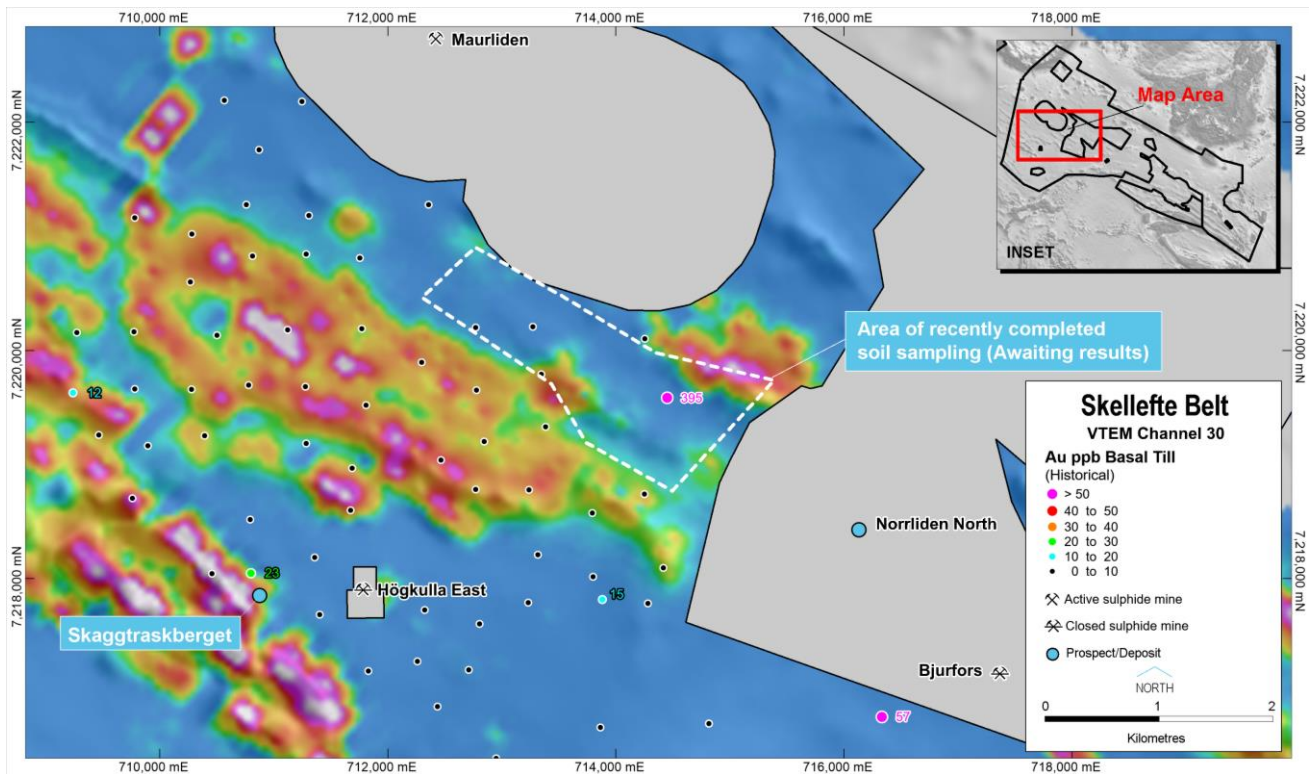 710,000 mE
712,000 mE
714,000 mE
716,000 mE
718,000 mE
7,222,000 mN
7,220,000 mN
7,218,000 mN
Maurliden
Map Area
INSET
7,222,000 mN
7,220,000 mN
7,218,000 mN
Area of recently completed
soil sampling (Awaiting results)
12
395
Norrliden North
23
Högkulla East
15
Skaggtraskberget
Bjurfors
57
Skellefte Belt
VTEM Channel 30
Au ppb Basal Till
(Historical)
> 50
40 to 50
30 to 40
20 to 30
10 to 20
0 to 10
Active sulphide mine
Closed sulphide mine
Prospect/Deposit
NORTH
0 1 2
Kilometres
710,000 mE
712,000 mE
714,000 mE
716,000 mE
718,000 mE